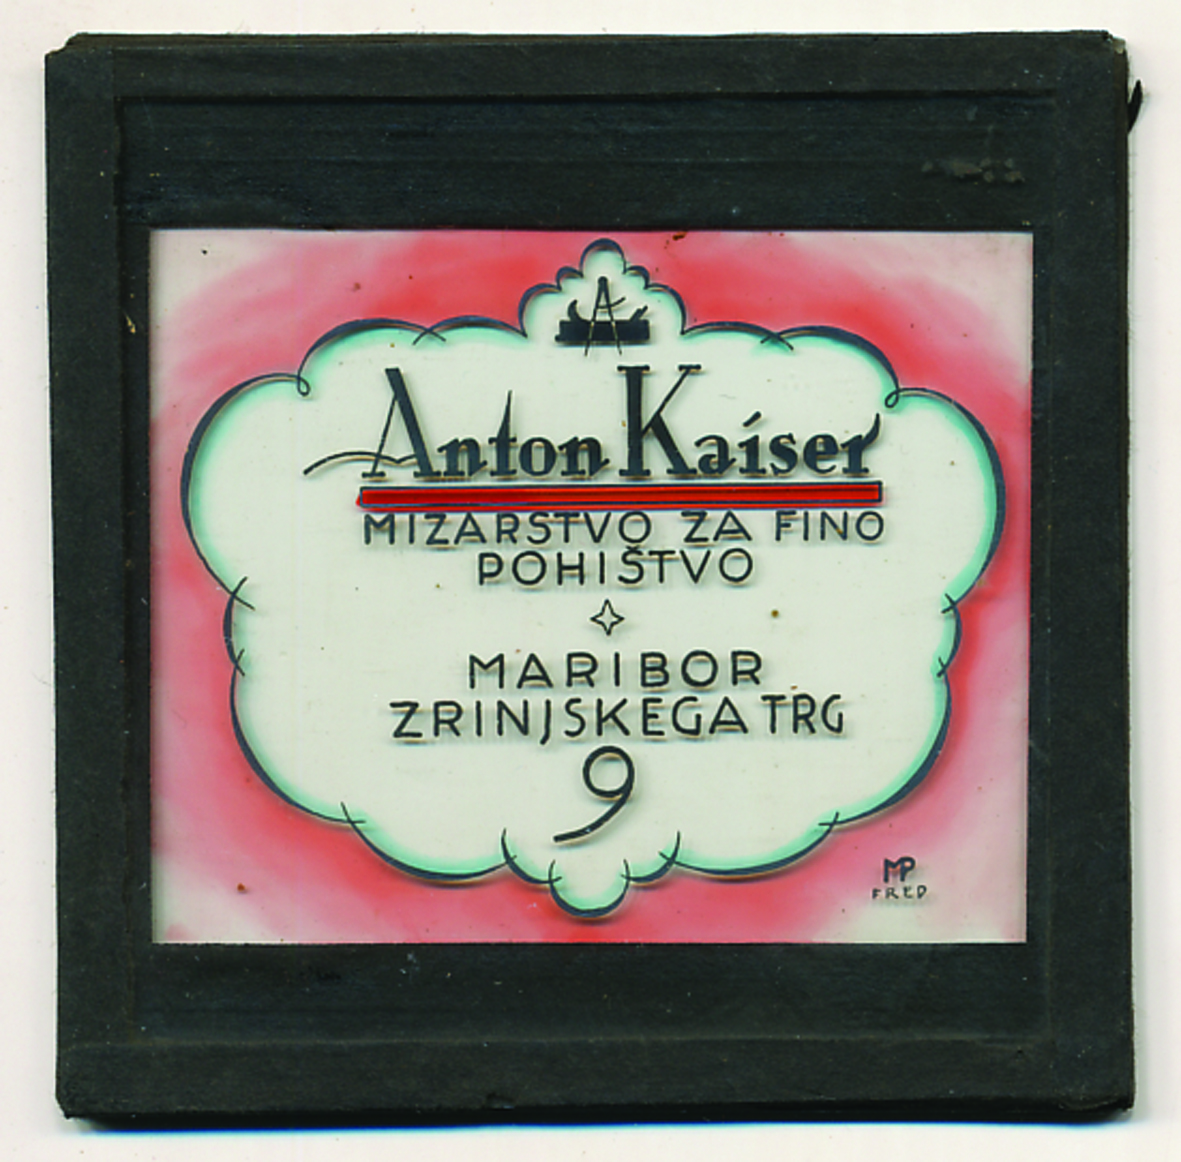 Anton Kaiser
MIZARSTVO ZA FINO
POHIŠTVO
MARIBOR
ZRINJSKEGA TRG
9
MP
FRED